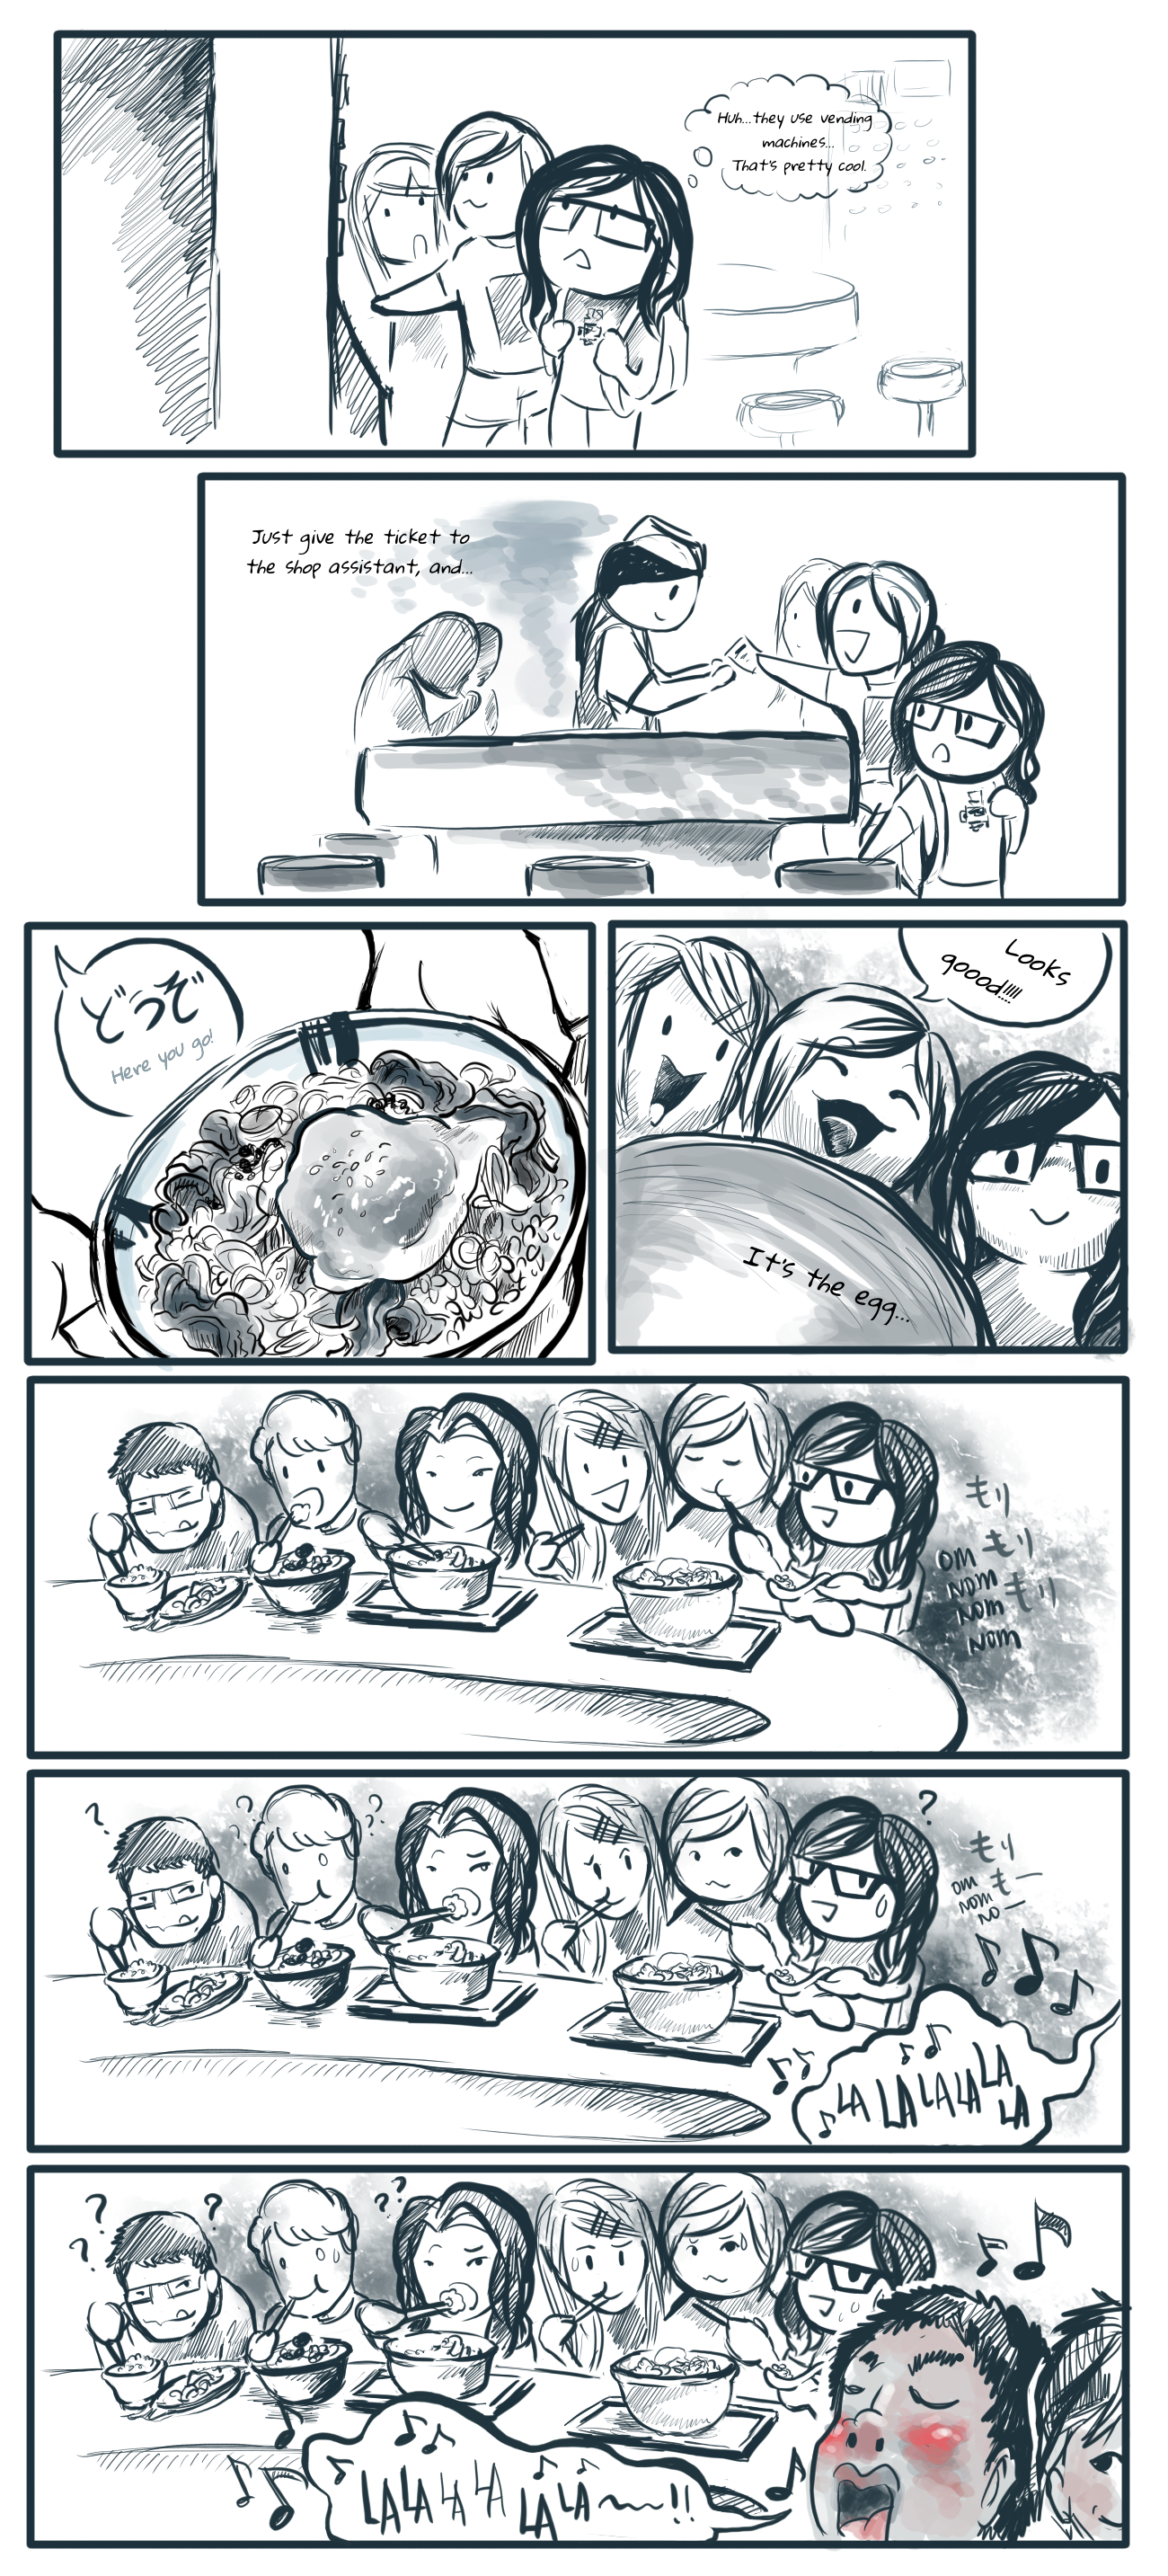 Huh...they use vending
machines...
That's pretty cool.
Just give the ticket to
the shop assistant, and...
どうぞ
Here you go!
Looks
goood!!!!
It's the egg...
もり
もり
もり
om
nom
nom
nom
?
?
??
?
もり
もー
om
nom
no—
LA LA LA LA LA LA
?
?
?
??
LALA LA LA LA LA~!!